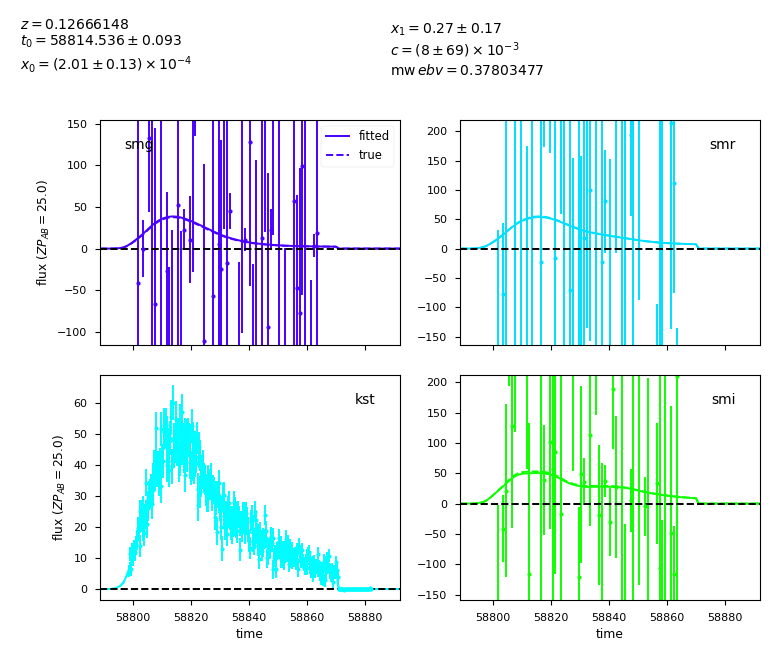 z = 0.12666148
t₀ = 58814.536 ± 0.093
x₀ = (2.01 ± 0.13) × 10⁻⁴
x₁ = 0.27 ± 0.17
c = (8 ± 69) × 10⁻³
mw ebv = 0.37803477
smg
fitted
true
150
100
50
0
−50
−100
flux (ZP_AB = 25.0)
smr
200
150
100
50
0
−50
−100
−150
kst
60
50
40
30
20
10
0
flux (ZP_AB = 25.0)
58800 58820 58840 58860 58880
time
smi
200
150
100
50
0
−50
−100
−150
58800 58820 58840 58860 58880
time